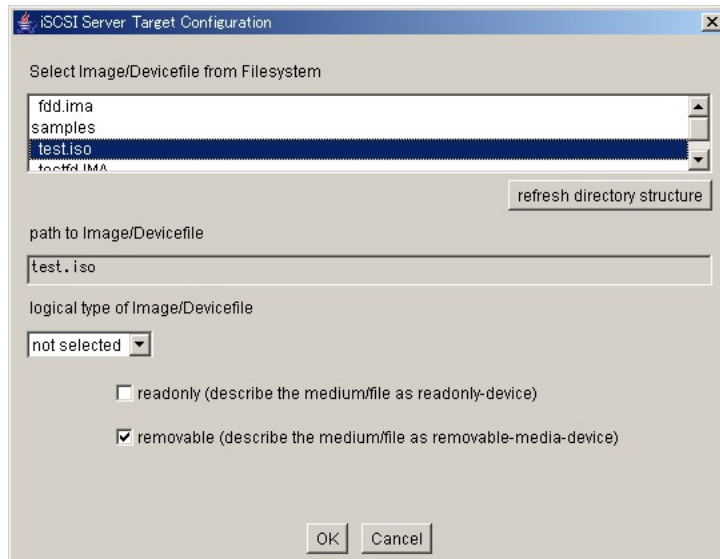 iSCSI Server Target Configuration
Select Image/Devicefile from Filesystem
fdd.ima
samples
test.iso
testfd.IMA
refresh directory structure
path to Image/Devicefile
test.iso
logical type of Image/Devicefile
not selected
readonly (describe the medium/file as readonly-device)
removable (describe the medium/file as removable-media-device)
OK Cancel